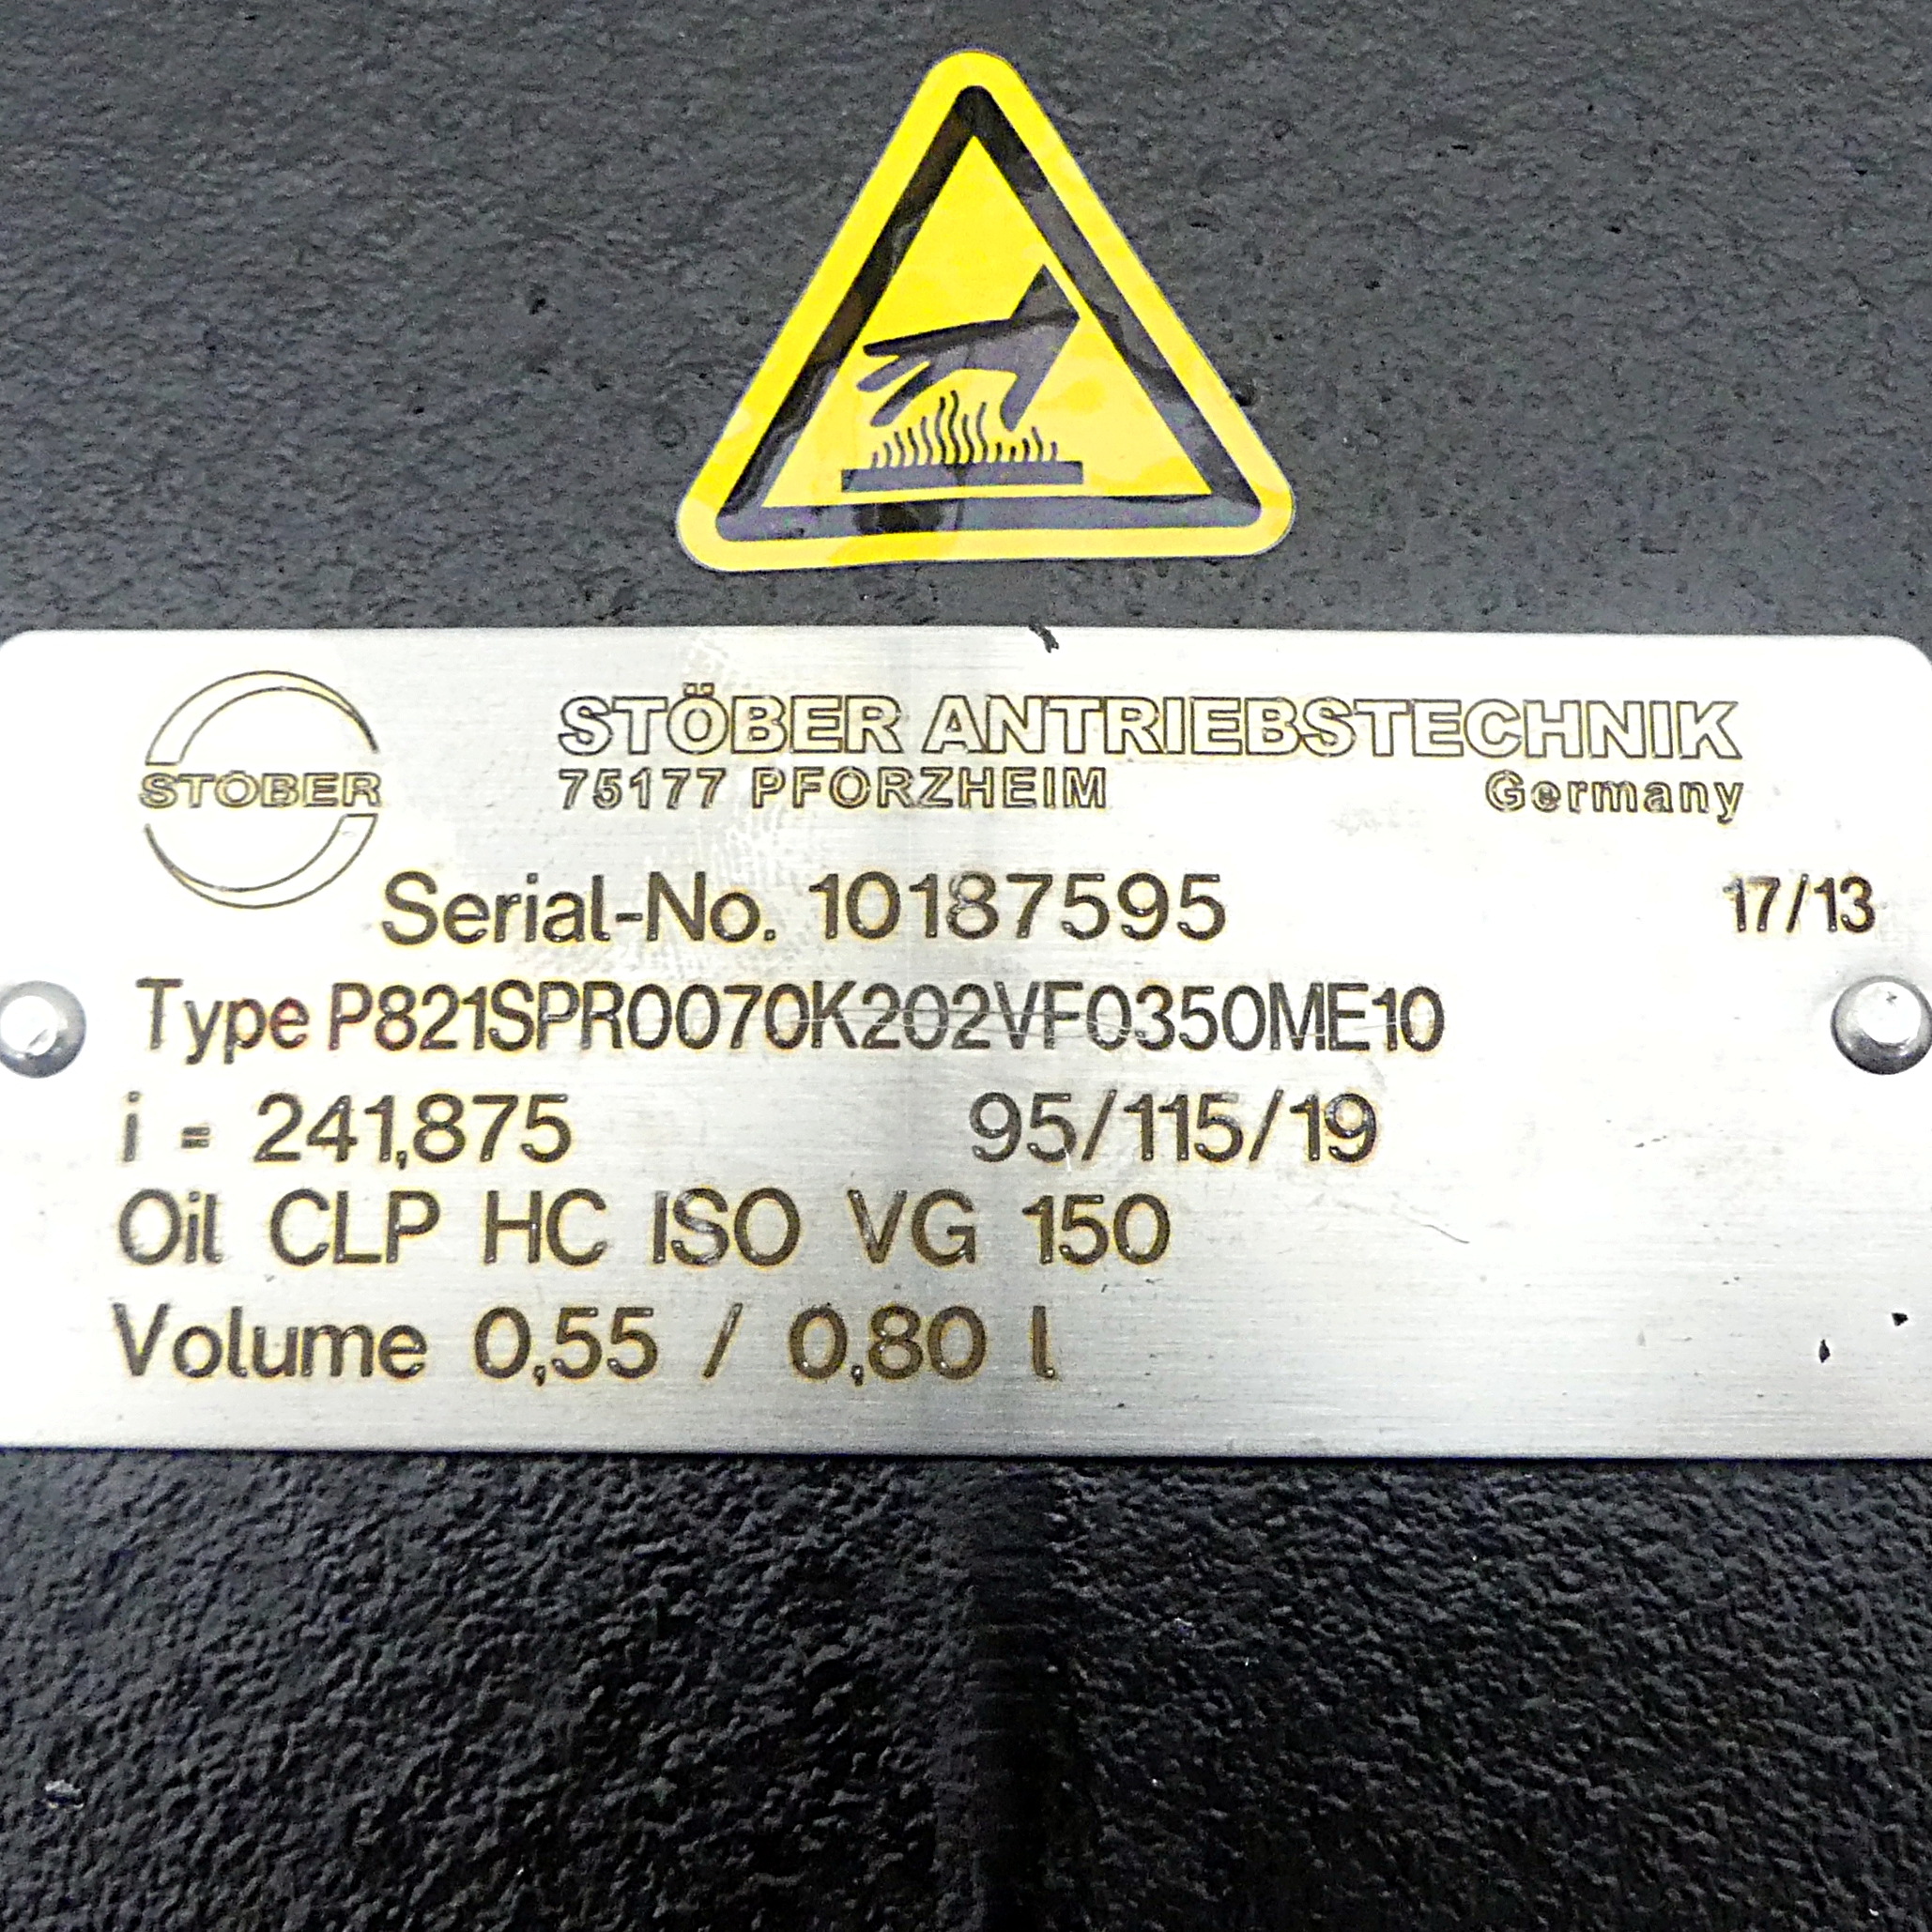 STÖBER
STÖBER ANTRIEBSTECHNIK
75177 PFORZHEIM Germany
Serial-No. 10187595 17/13
Type P821SPR0070K202VF0350ME10
i = 241,875 95/115/19
Oil CLP HC ISO VG 150
Volume 0,55 / 0,80 l